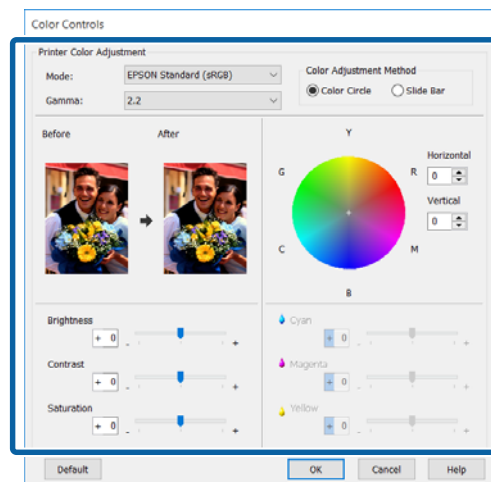 Color Controls
Printer Color Adjustment
Mode: EPSON Standard (sRGB)
Gamma: 2.2
Color Adjustment Method
Color Circle Slide Bar
Before After
Y
G R
C M
B
Horizontal
0
Vertical
0
Brightness
+ 0 - +
Contrast
+ 0 - +
Saturation
+ 0 - +
Cyan
+ 0 - +
Magenta
+ 0 - +
Yellow
+ 0 - +
Default OK Cancel Help